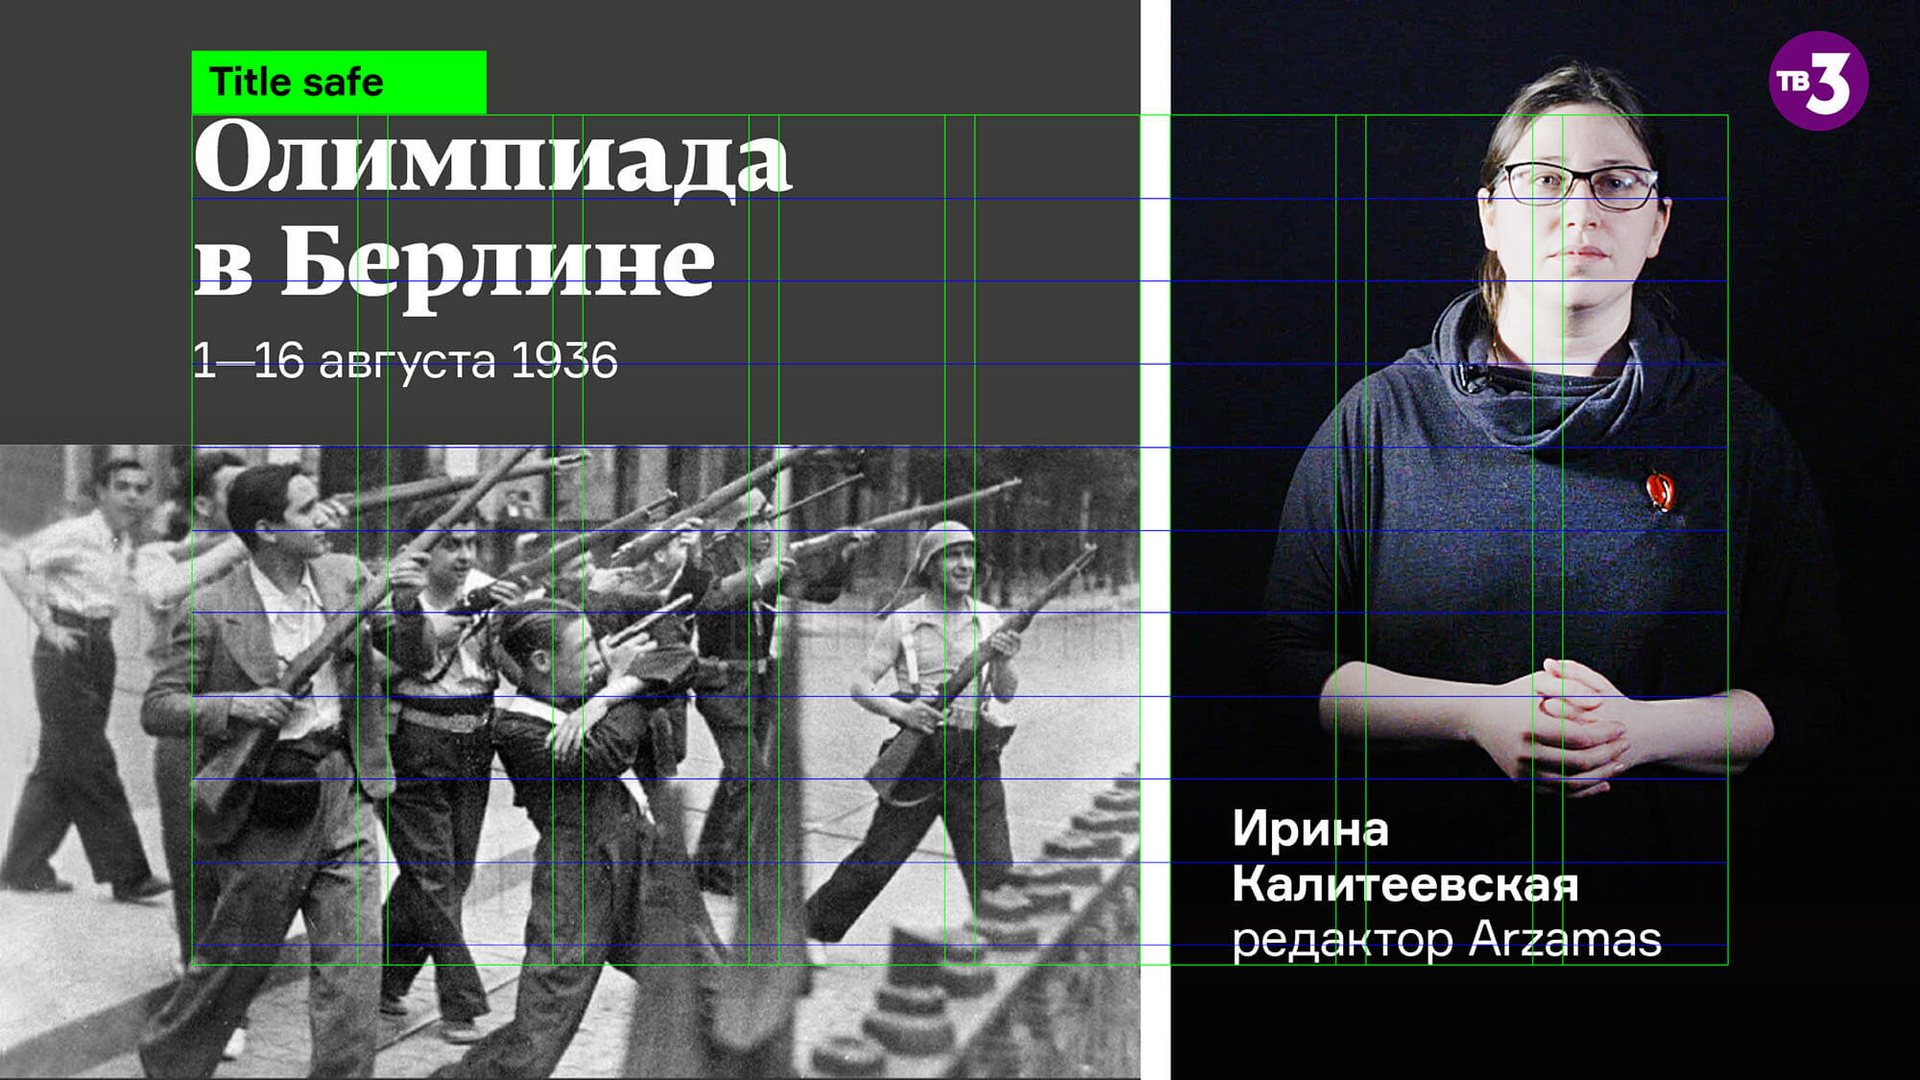 Title safe
Олимпиада
в Берлине
1—16 августа 1936
ТВ3
Ирина
Калитеевская
редактор Arzamas